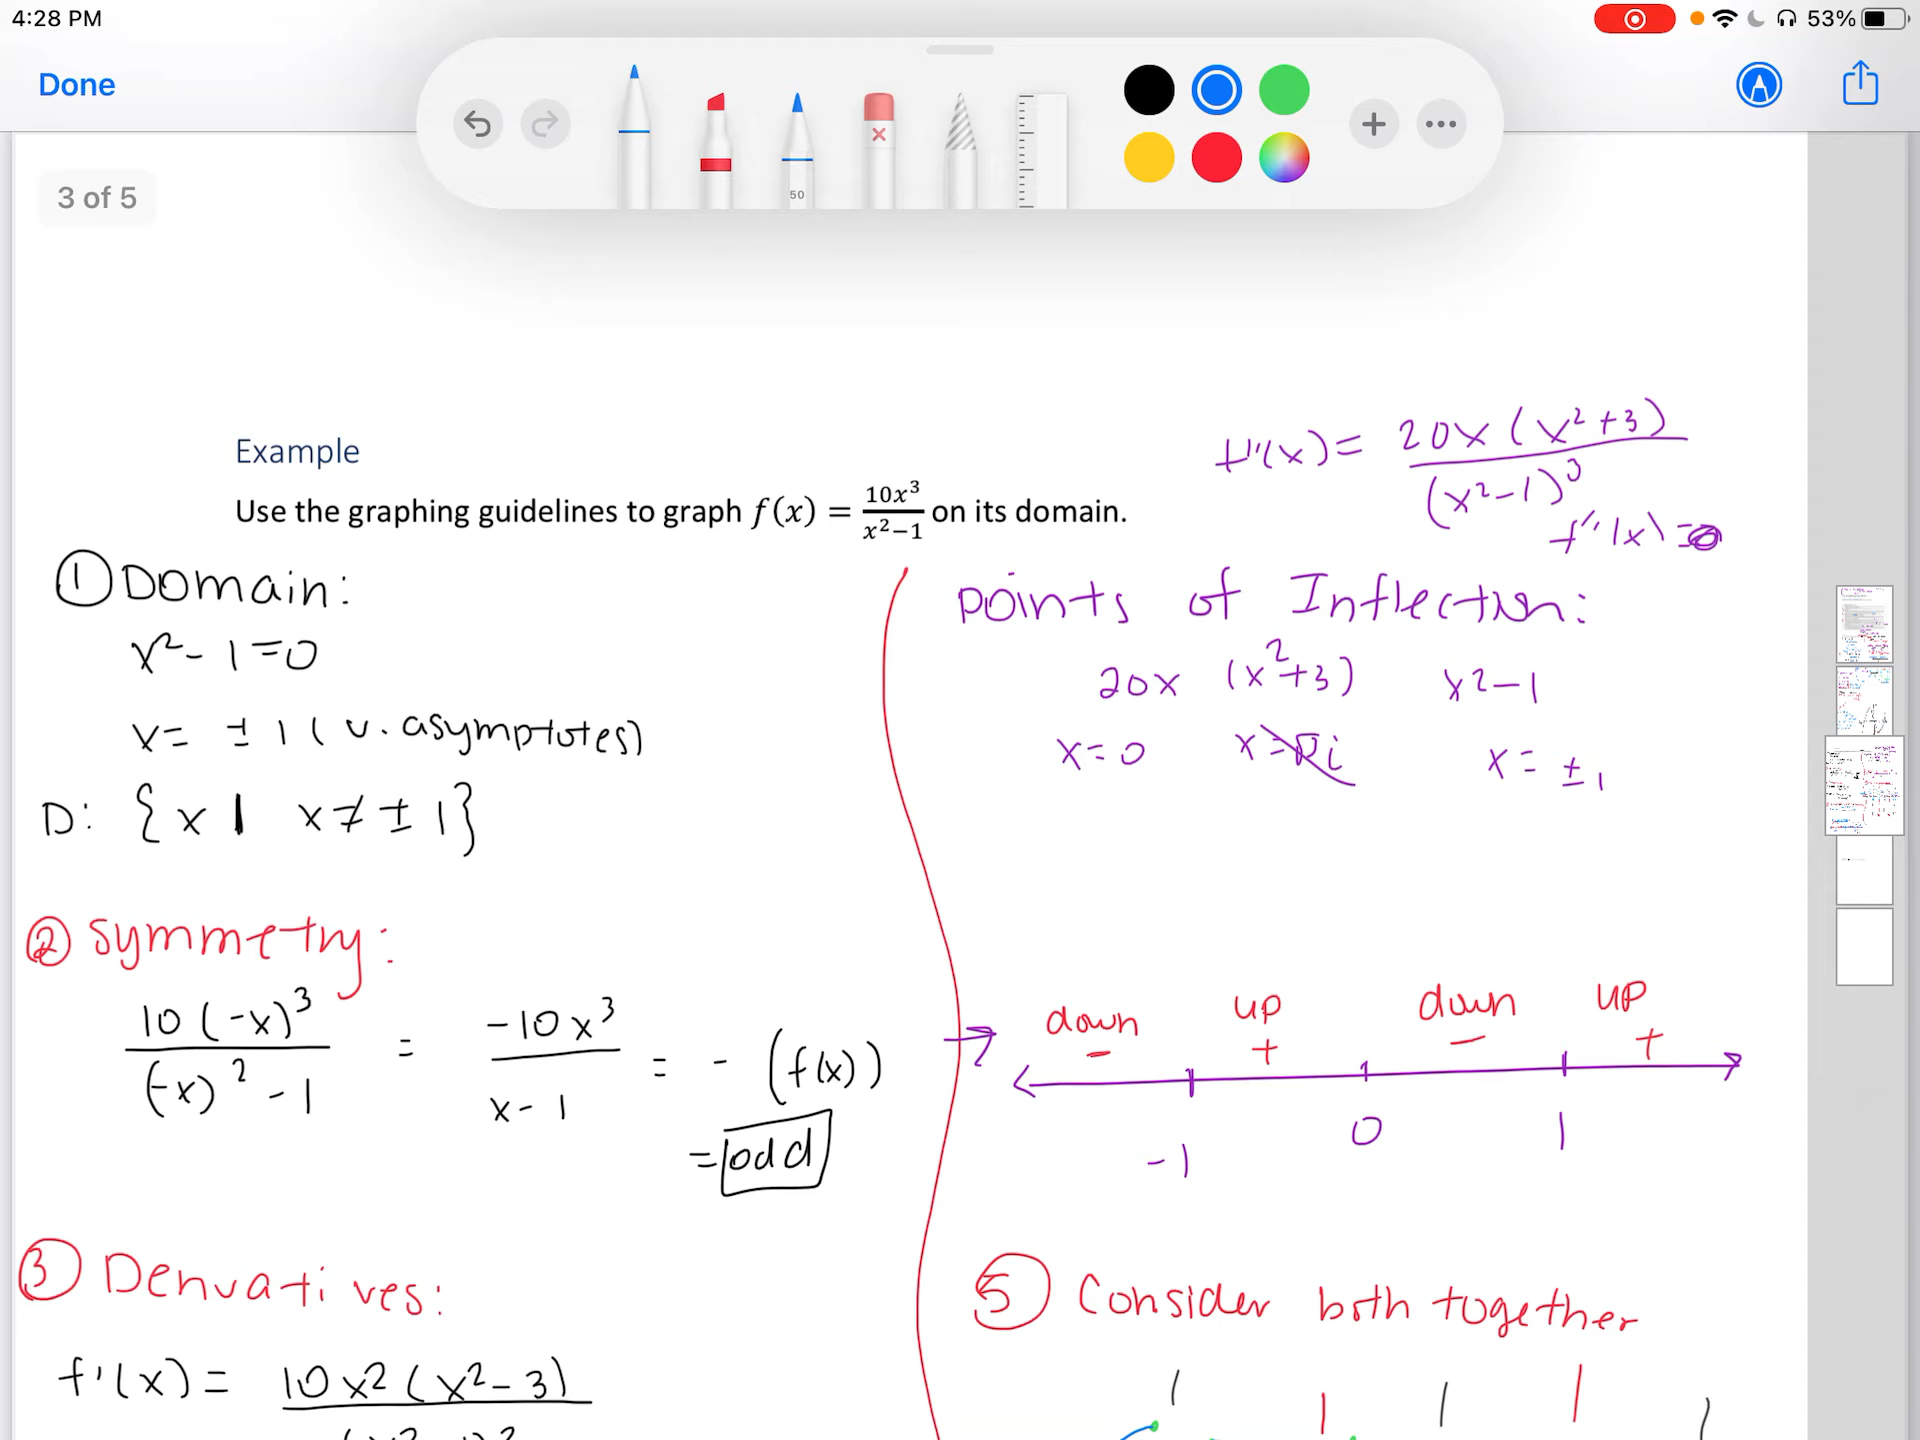 4:28 PM
53%
Done
50
3 of 5
Example
Use the graphing guidelines to graph f(x) = 10x³/x²−1 on its domain.
① Domain:
x² - 1 = 0
x = ± 1 ( v. asymptotes)
D: { x | x ≠ ± 1}
② Symmetry:
10(-x)³/(-x)² - 1 = -10x³/x - 1 = - (f(x))
= odd
③ Derivatives:
f'(x) = 10x2(x²-3)
f''(x) = 20x(x²+3)/(x²-1)³
f''(x) =
Points of Inflection:
20x (x²+3) x²-1
x = 0 x = i x = ± 1
down up down up
- + - +
-1 0 1
⑤ Consider both together